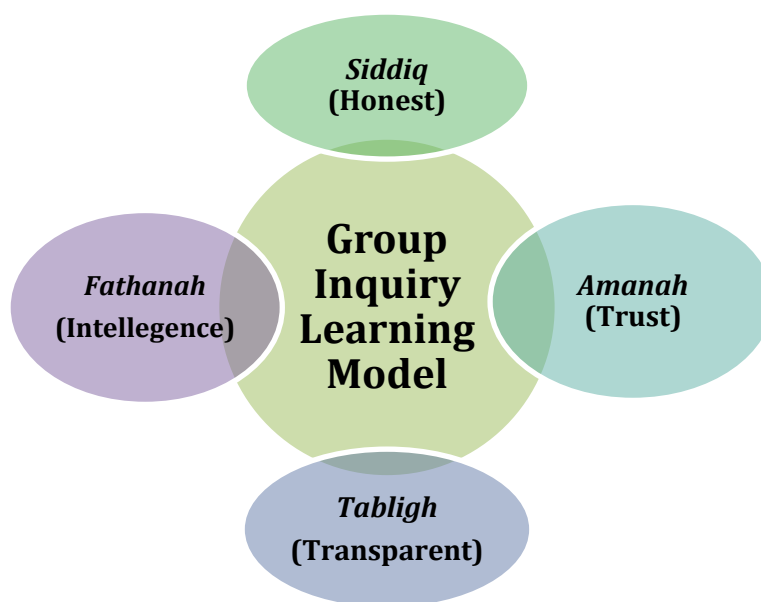 Siddiq
(Honest)
Group
Inquiry
Learning
Model
Fathanah
(Intellegence)
Amanah
(Trust)
Tabligh
(Transparent)